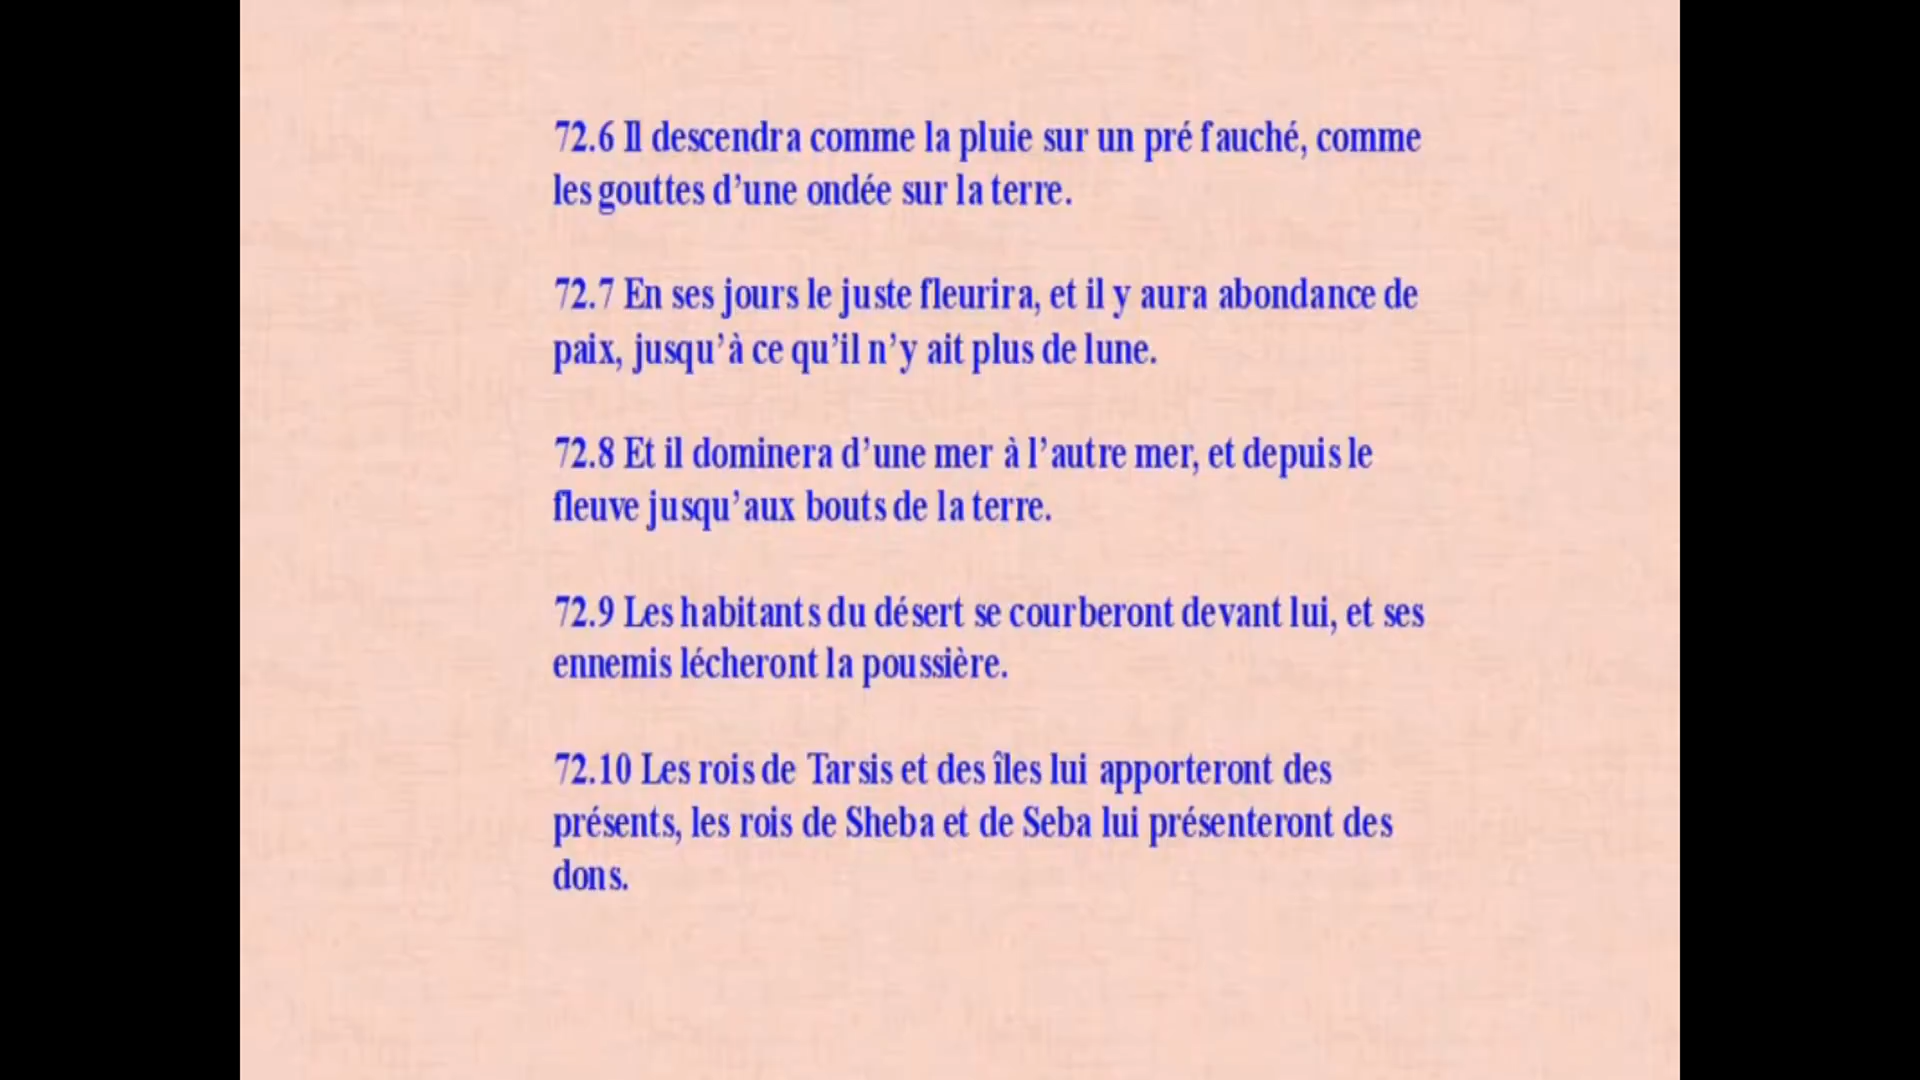 72.6 Il descendra comme la pluie sur un pré fauché, comme
les gouttes d’une ondée sur la terre.
72.7 En ses jours le juste fleurira, et il y aura abondance de
paix, jusqu’à ce qu’il n’y ait plus de lune.
72.8 Et il dominera d’une mer à l’autre mer, et depuis le
fleuve jusqu’aux bouts de la terre.
72.9 Les habitants du désert se courberont devant lui, et ses
ennemis lécheront la poussière.
72.10 Les rois de Tarsis et des îles lui apporteront des
présents, les rois de Sheba et de Seba lui présenteront des
dons.